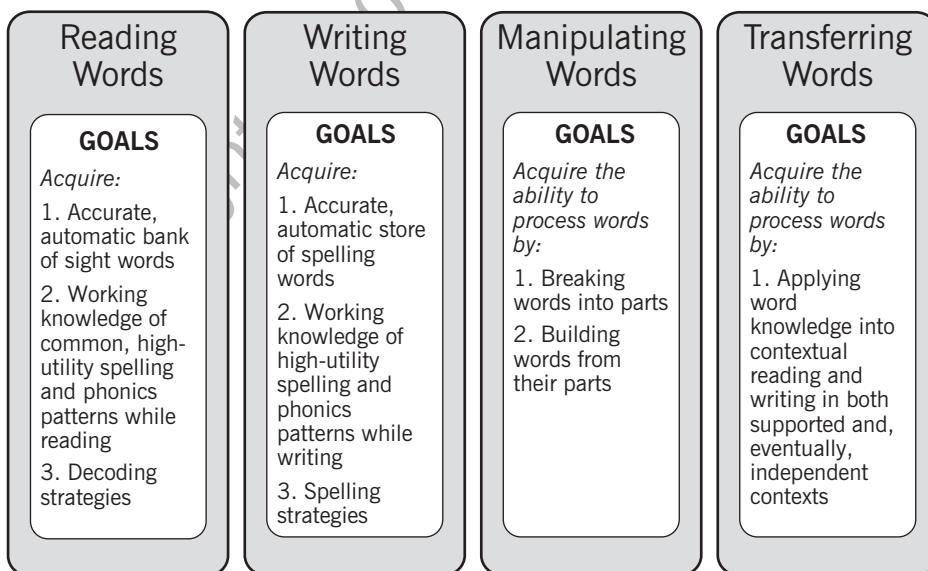 Reading
Words
GOALS
Acquire:
1. Accurate,
automatic bank
of sight words
2. Working
knowledge of
common, high-
utility spelling
and phonics
patterns while
reading
3. Decoding
strategies
Writing
Words
GOALS
Acquire:
1. Accurate,
automatic store
of spelling
words
2. Working
knowledge of
high-utility
spelling and
phonics
patterns while
writing
3. Spelling
strategies
Manipulating
Words
GOALS
Acquire the
ability to
process words
by:
1. Breaking
words into parts
2. Building
words from
their parts
Transferring
Words
GOALS
Acquire the
ability to
process words
by:
1. Applying
word
knowledge into
contextual
reading and
writing in both
supported and,
eventually,
independent
contexts